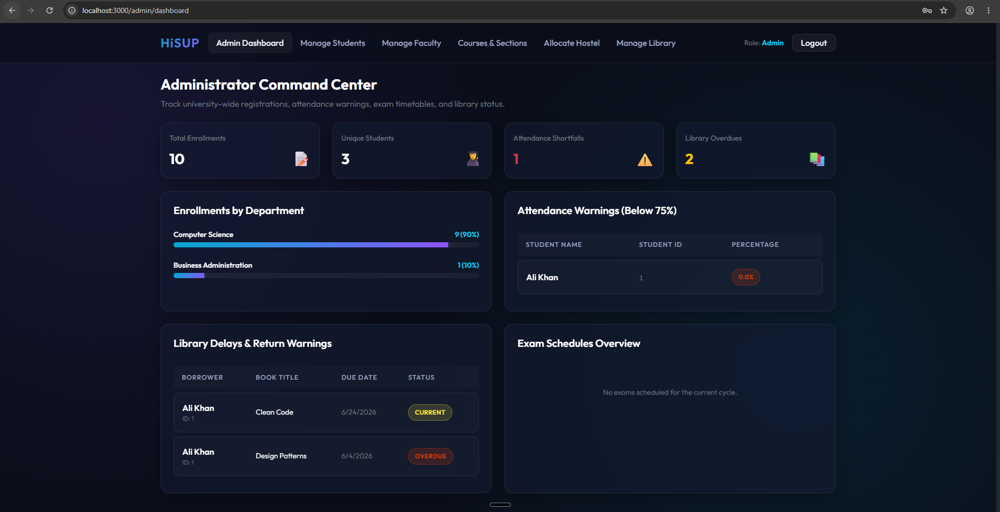 localhost:3000/admin/dashboard
HiSUP
Admin Dashboard
Manage Students
Manage Faculty
Courses & Sections
Allocate Hostel
Manage Library
Role: Admin
Logout
Administrator Command Center
Track university-wide registrations, attendance warnings, exam timetables, and library status.
Total Enrollments
10
Unique Students
3
Attendance Shortfalls
1
Library Overdues
2
Enrollments by Department
Computer Science 9 (90%)
Business Administration 1 (10%)
Attendance Warnings (Below 75%)
STUDENT NAME STUDENT ID PERCENTAGE
Ali Khan 1 0.0%
Library Delays & Return Warnings
BORROWER BOOK TITLE DUE DATE STATUS
Ali Khan Clean Code 6/24/2026 CURRENT
ID: 1
Ali Khan Design Patterns 6/4/2026 OVERDUE
ID: 1
Exam Schedules Overview
No exams scheduled for the current cycle.